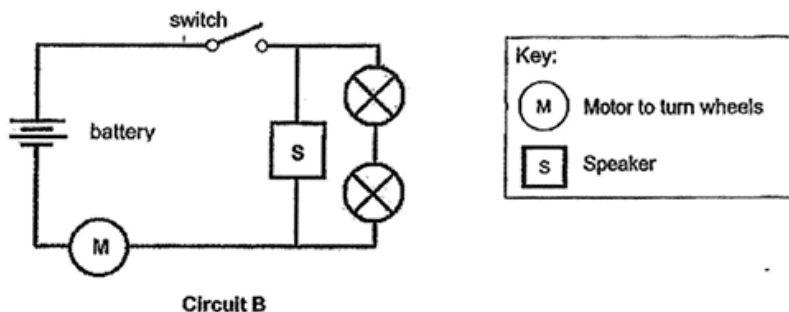 switch
battery
S
M
Circuit B
Key:
M Motor to turn wheels
S Speaker